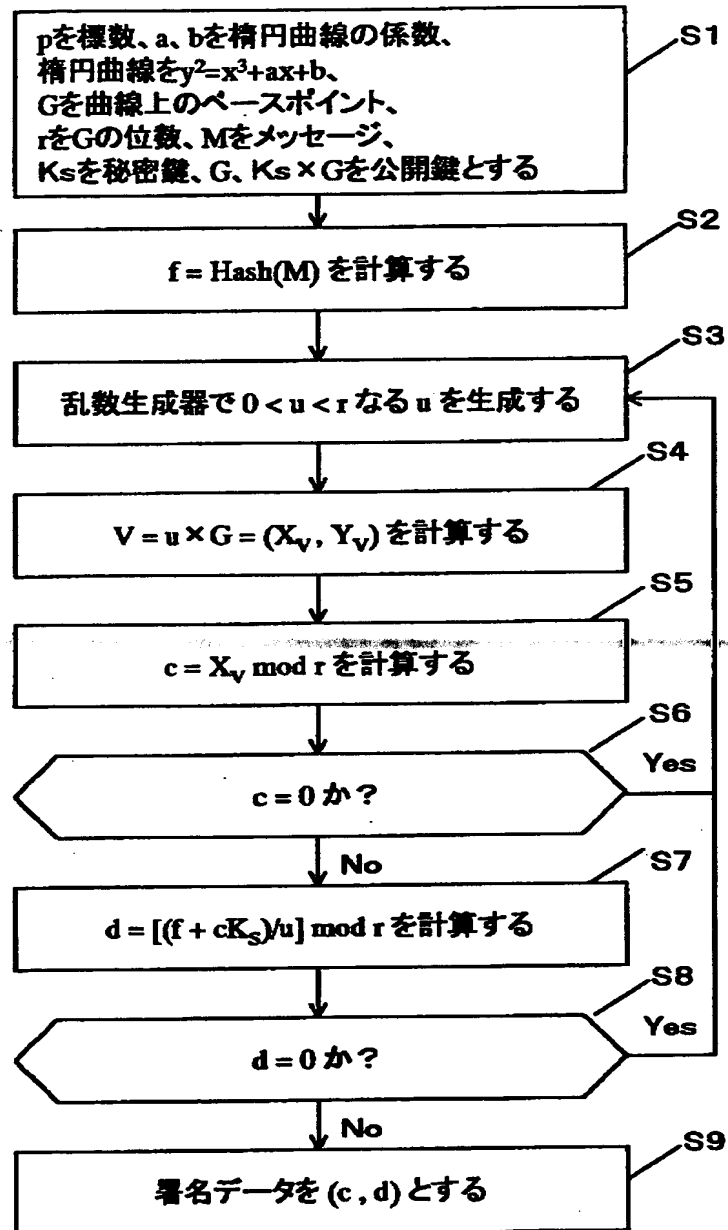 pを標数、a、bを楕円曲線の係数、
楕円曲線をy²=x³+ax+b、
Gを曲線上のベースポイント、
rをGの位数、Mをメッセージ、
Ksを秘密鍵、G、Ks×Gを公開鍵とする
S1
f = Hash(M) を計算する
S2
乱数生成器で 0 < u < r なる u を生成する
S3
V = u × G = (X_V , Y_V) を計算する
S4
c = X_V mod r を計算する
S5
c = 0 か?
S6
Yes
No
d = [(f + cK_S)/u] mod r を計算する
S7
d = 0 か?
S8
Yes
No
署名データを (c , d) とする
S9